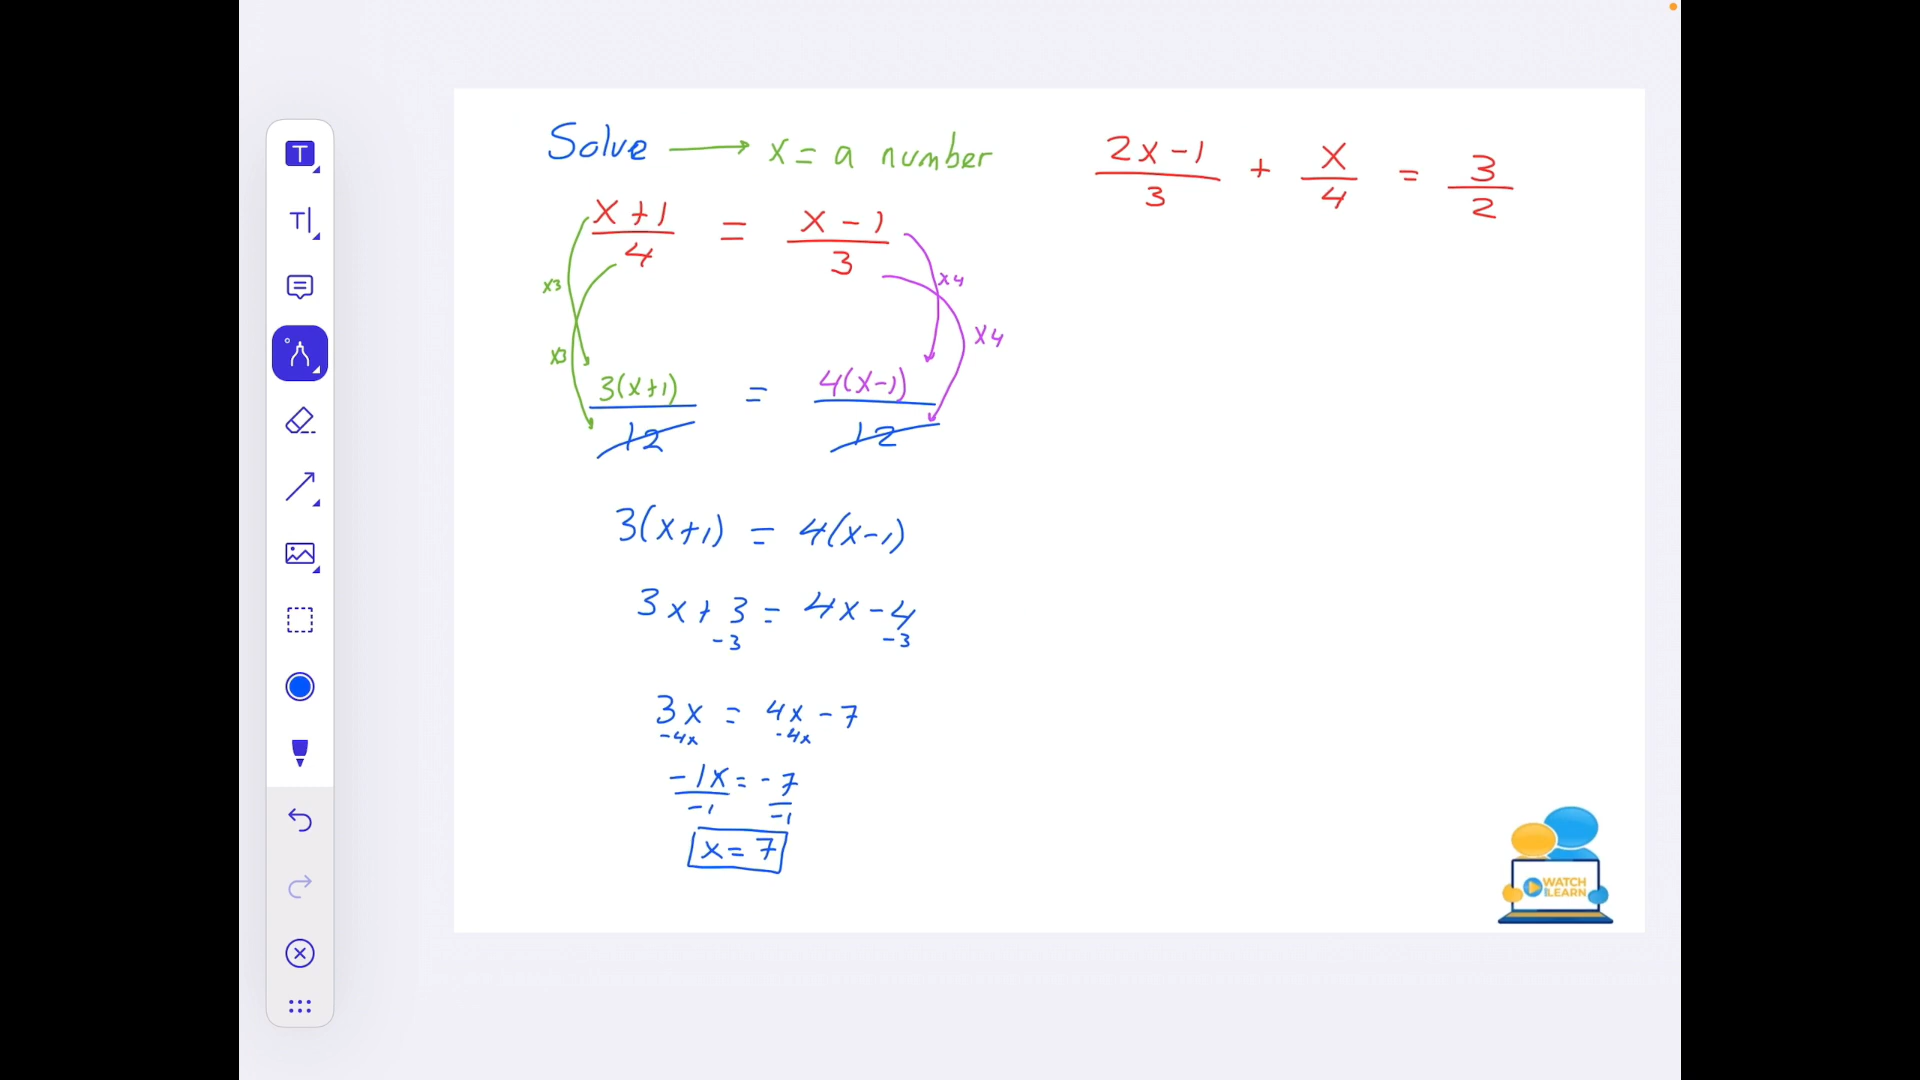 Solve → x = a number
(x+1)/4 = (x-1)/3
x3
x4
x3
x4
3(x+1)/12 = 4(x-1)/12
3(x+1) = 4(x-1)
3x + 3 = 4x - 4
-3 -3
3x = 4x - 7
-4x -4x
-1x/-1 = -7/-1
x = 7
(2x-1)/3 + x/4 = 3/2
WATCH
AND LEARN
T
T|